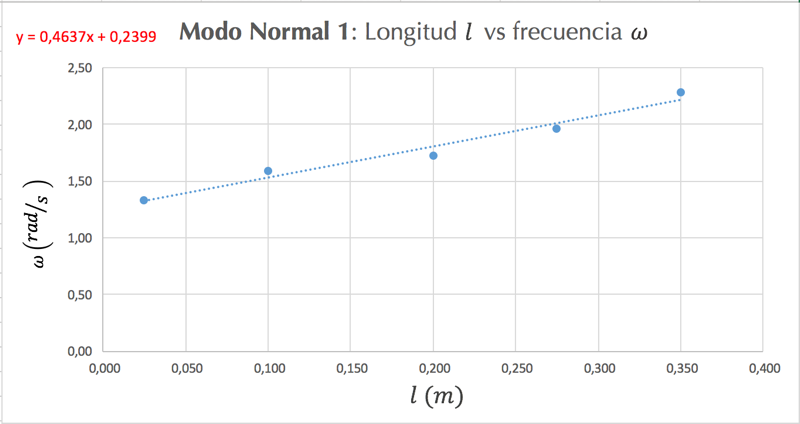 y = 0,4637x + 0,2399
Modo Normal 1: Longitud l vs frecuencia ω
2,50
2,00
1,50
1,00
0,50
0,00
ω (rad/s)
0,000 0,050 0,100 0,150 0,200 0,250 0,300 0,350 0,400
l (m)